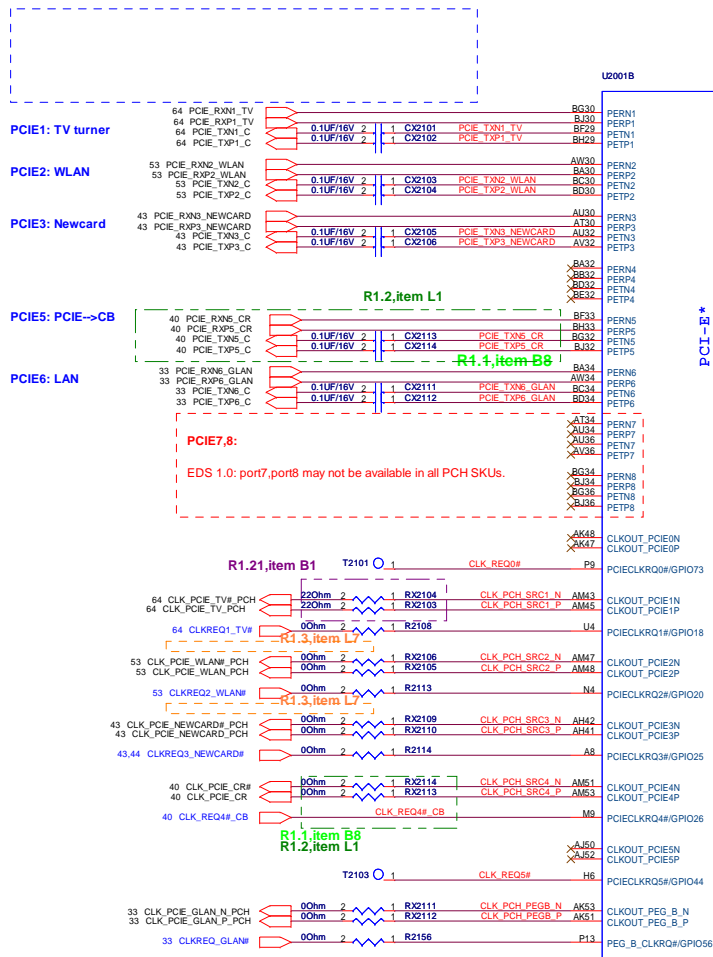 U2001B
64 PCIE_RXN1_TV BG30 PERN1
64 PCIE_RXP1_TV BJ30 PERP1
PCIE1: TV turner 64 PCIE_TXN1_C 0.1UF/16V 2 1 CX2101 PCIE_TXN1_TV BF29 PETN1
64 PCIE_TXP1_C 0.1UF/16V 2 1 CX2102 PCIE_TXP1_TV BH29 PETP1
53 PCIE_RXN2_WLAN AW30 PERN2
PCIE2: WLAN 53 PCIE_RXP2_WLAN BA30 PERP2
53 PCIE_TXN2_C 0.1UF/16V 2 1 CX2103 PCIE_TXN2_WLAN BC30 PETN2
53 PCIE_TXP2_C 0.1UF/16V 2 1 CX2104 PCIE_TXP2_WLAN BD30 PETP2
43 PCIE_RXN3_NEWCARD AU30 PERN3
PCIE3: Newcard 43 PCIE_RXP3_NEWCARD AT30 PERP3
43 PCIE_TXN3_C 0.1UF/16V 2 1 CX2105 PCIE_TXN3_NEWCARD AU32 PETN3
43 PCIE_TXP3_C 0.1UF/16V 2 1 CX2106 PCIE_TXP3_NEWCARD AV32 PETP3
BA32 PERN4
BB32 PERP4
BD32 PETN4
BE32 PETP4
R1.2,item L1
PCI-E*
PCIE5: PCIE-->CB 40 PCIE_RXN5_CR BF33 PERN5
40 PCIE_RXP5_CR BH33 PERP5
40 PCIE_TXN5_C 0.1UF/16V 2 1 CX2113 PCIE_TXN5_CR BG32 PETN5
40 PCIE_TXP5_C 0.1UF/16V 2 1 CX2114 PCIE_TXP5_CR BJ32 PETP5
R1.1,item B8
PCIE6: LAN 33 PCIE_RXN6_GLAN BA34 PERN6
33 PCIE_RXP6_GLAN AW34 PERP6
33 PCIE_TXN6_C 0.1UF/16V 2 1 CX2111 PCIE_TXN6_GLAN BC34 PETN6
33 PCIE_TXP6_C 0.1UF/16V 2 1 CX2112 PCIE_TXP6_GLAN BD34 PETP6
AT34 PERN7
PCIE7,8: AU34 PERP7
AU36 PETN7
AV36 PETP7
EDS 1.0: port7,port8 may not be available in all PCH SKUs.
BG34 PERN8
BJ34 PERP8
BG36 PETN8
BJ36 PETP8
AK48 CLKOUT_PCIE0N
AK47 CLKOUT_PCIE0P
R1.21,item B1 T2101 1 CLK_REQ0# P9 PCIECLKRQ0#/GPIO73
64 CLK_PCIE_TV#_PCH 22Ohm 2 1 RX2104 CLK_PCH_SRC1_N AM43 CLKOUT_PCIE1N
64 CLK_PCIE_TV_PCH 22Ohm 2 1 RX2103 CLK_PCH_SRC1_P AM45 CLKOUT_PCIE1P
64 CLKREQ1_TV# 0Ohm 2 1 R2108 U4 PCIECLKRQ1#/GPIO18
R1.3,item L7
53 CLK_PCIE_WLAN#_PCH 0Ohm 2 1 RX2106 CLK_PCH_SRC2_N AM47 CLKOUT_PCIE2N
53 CLK_PCIE_WLAN_PCH 0Ohm 2 1 RX2105 CLK_PCH_SRC2_P AM48 CLKOUT_PCIE2P
53 CLKREQ2_WLAN# 0Ohm 2 1 R2113 N4 PCIECLKRQ2#/GPIO20
R1.3,item L7
43 CLK_PCIE_NEWCARD#_PCH 0Ohm 2 1 RX2109 CLK_PCH_SRC3_N AH42 CLKOUT_PCIE3N
43 CLK_PCIE_NEWCARD_PCH 0Ohm 2 1 RX2110 CLK_PCH_SRC3_P AH41 CLKOUT_PCIE3P
43,44 CLKREQ3_NEWCARD# 0Ohm 2 1 R2114 A8 PCIECLKRQ3#/GPIO25
40 CLK_PCIE_CR# 0Ohm 2 1 RX2114 CLK_PCH_SRC4_N AM51 CLKOUT_PCIE4N
40 CLK_PCIE_CR 0Ohm 2 1 RX2113 CLK_PCH_SRC4_P AM53 CLKOUT_PCIE4P
40 CLK_REQ4#_CB CLK_REQ4#_CB M9 PCIECLKRQ4#/GPIO26
R1.1,item B8
R1.2,item L1
AJ50 CLKOUT_PCIE5N
AJ52 CLKOUT_PCIE5P
T2103 1 CLK_REQ5# H6 PCIECLKRQ5#/GPIO44
33 CLK_PCIE_GLAN_N_PCH 0Ohm 2 1 RX2111 CLK_PCH_PEGB_N AK53 CLKOUT_PEG_B_N
33 CLK_PCIE_GLAN_P_PCH 0Ohm 2 1 RX2112 CLK_PCH_PEGB_P AK51 CLKOUT_PEG_B_P
33 CLKREQ_GLAN# 0Ohm 2 1 R2156 P13 PEG_B_CLKRQ#/GPIO56